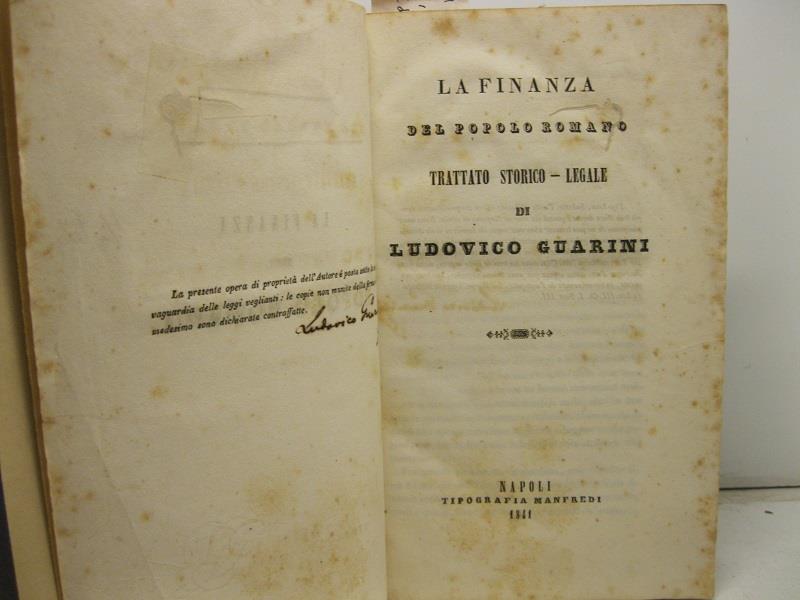 La presente opera di proprietà dell'Autore è posta sotto la
vaguardia delle leggi veglianti: le copie non munite della
medesimo sono dichiarate contraffatte.
Ludovico
LA FINANZA
DEL POPOLO ROMANO
TRATTATO STORICO — LEGALE
DI
LUDOVICO GUARINI
NAPOLI
TIPOGRAFIA MANFREDI
1841